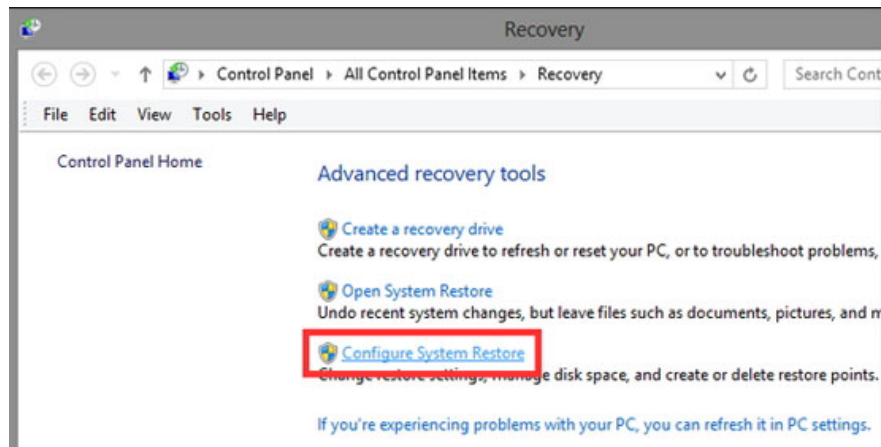 Recovery
Control Panel All Control Panel Items Recovery Search Cont
File Edit View Tools Help
Control Panel Home
Advanced recovery tools
Create a recovery drive
Create a recovery drive to refresh or reset your PC, or to troubleshoot problems,
Open System Restore
Undo recent system changes, but leave files such as documents, pictures, and m
Configure System Restore
Change restore settings, manage disk space, and create or delete restore points.
If you're experiencing problems with your PC, you can refresh it in PC settings.